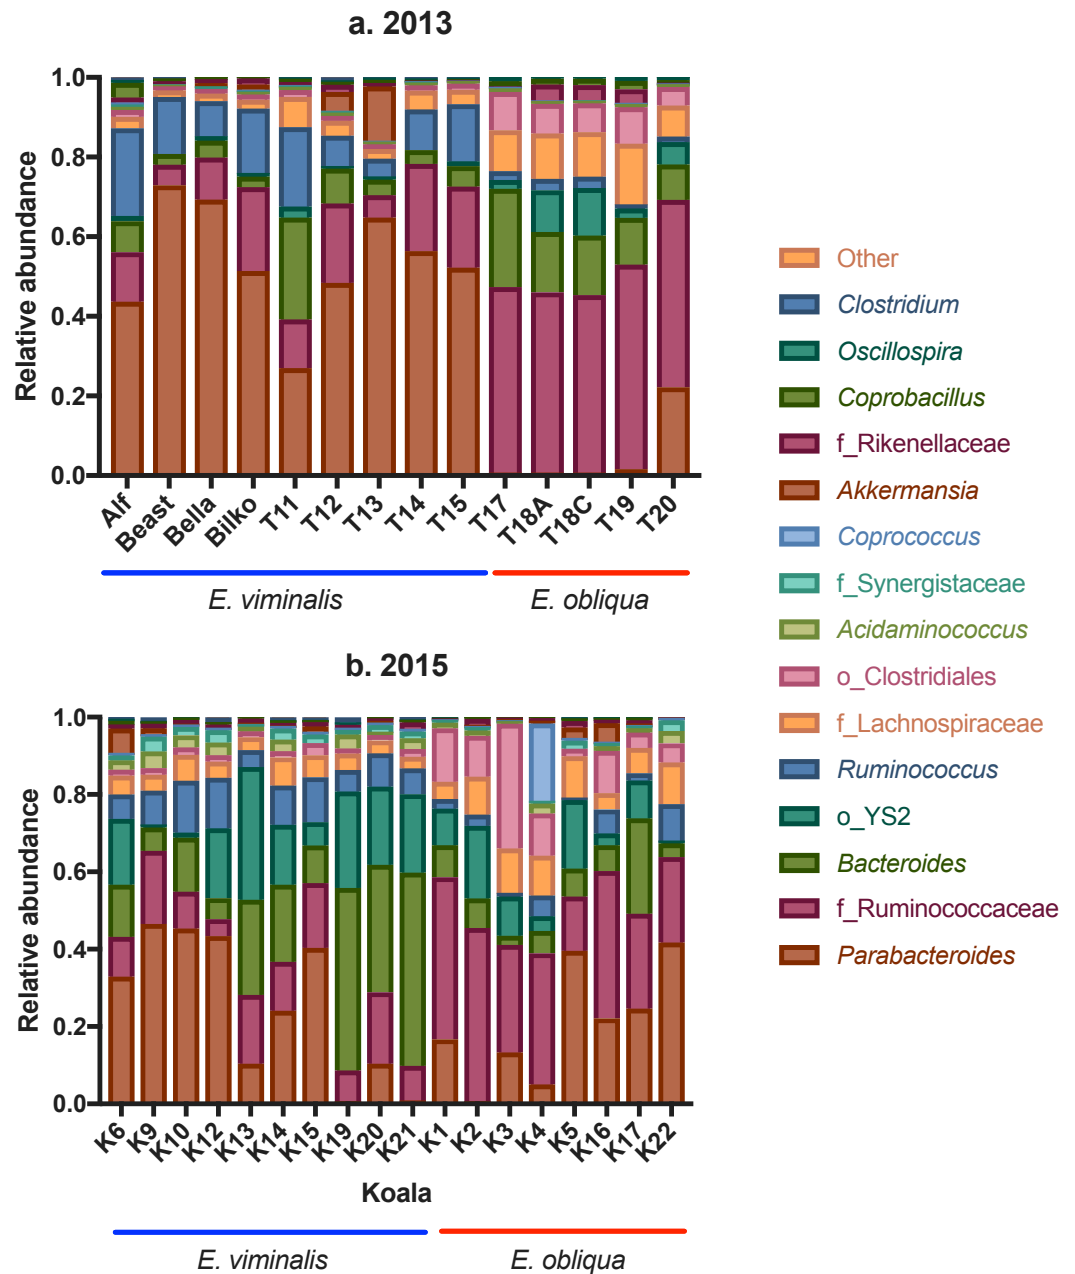 a. 2013
Relative abundance
1.0
0.8
0.6
0.4
0.2
0.0
Alf Beast Bella Bilko T11 T12 T13 T14 T15 T17 T18A T18C T19 T20
E. viminalis E. obliqua
b. 2015
Relative abundance
1.0
0.8
0.6
0.4
0.2
0.0
K6 K9 K10 K12 K13 K14 K15 K19 K20 K21 K1 K2 K3 K4 K5 K16 K17 K22
Koala
E. viminalis E. obliqua
Other
Clostridium
Oscillospira
Coprobacillus
f_Rikenellaceae
Akkermansia
Coprococcus
f_Synergistaceae
Acidaminococcus
o_Clostridiales
f_Lachnospiraceae
Ruminococcus
o_YS2
Bacteroides
f_Ruminococcaceae
Parabacteroides